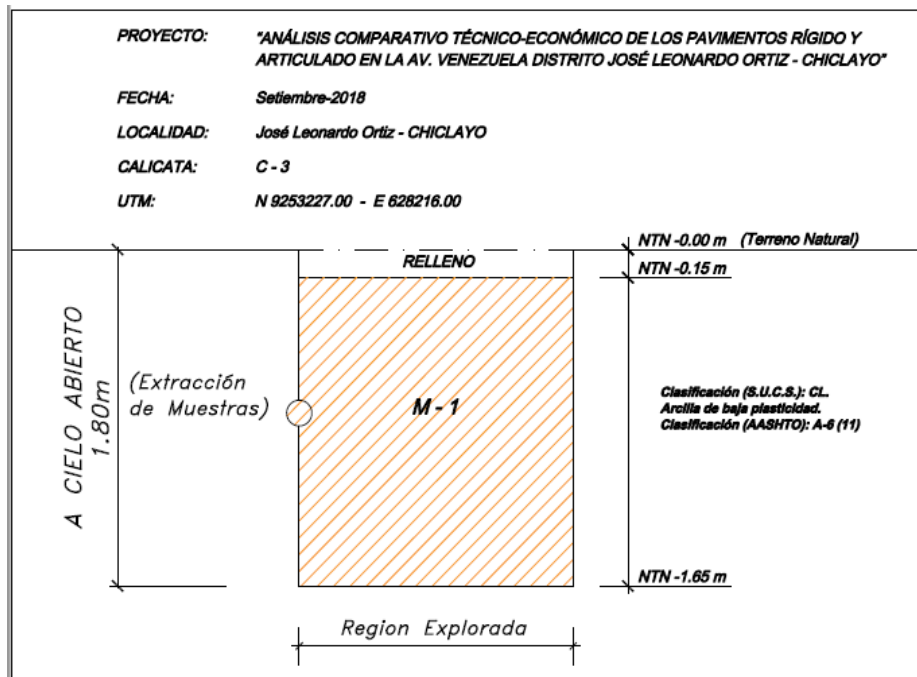 PROYECTO: "ANÁLISIS COMPARATIVO TÉCNICO-ECONÓMICO DE LOS PAVIMENTOS RÍGIDO Y
ARTICULADO EN LA AV. VENEZUELA DISTRITO JOSÉ LEONARDO ORTIZ - CHICLAYO"
FECHA: Setiembre-2018
LOCALIDAD: José Leonardo Ortiz - CHICLAYO
CALICATA: C - 3
UTM: N 9253227.00 - E 628216.00
NTN -0.00 m (Terreno Natural)
RELLENO
NTN -0.15 m
A CIELO ABIERTO
1.80m
(Extracción
de Muestras)
M - 1
Clasificación (S.U.C.S.): CL.
Arcilla de baja plasticidad.
Clasificación (AASHTO): A-6 (11)
NTN -1.65 m
Region Explorada